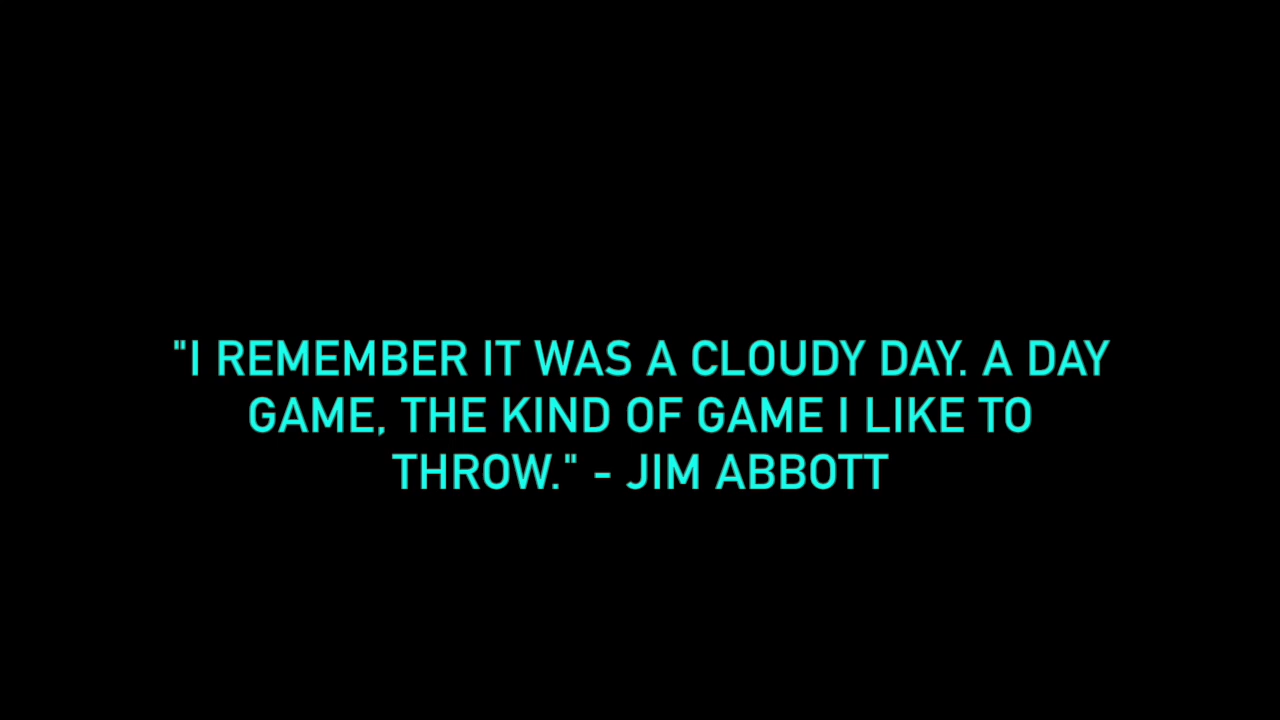 "I REMEMBER IT WAS A CLOUDY DAY. A DAY
GAME, THE KIND OF GAME I LIKE TO
THROW." - JIM ABBOTT